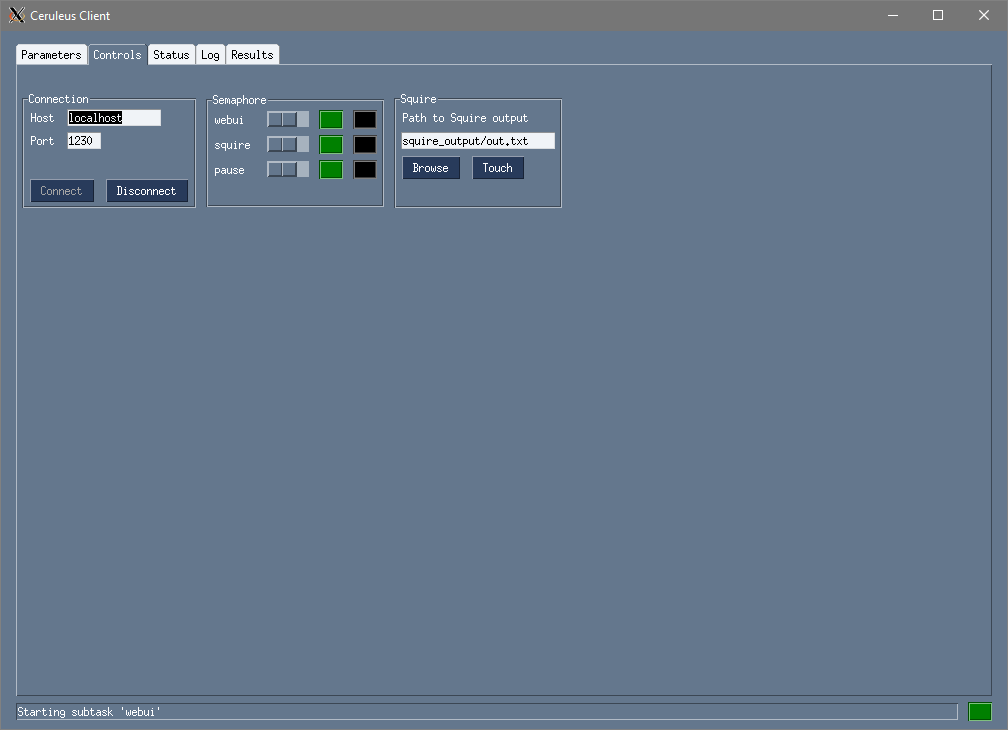 Ceruleus Client
Parameters Controls Status Log Results
Connection
Host localhost
Port 1230
Connect Disconnect
Semaphore
webui
squire
pause
Squire
Path to Squire output
squire_output/out.txt
Browse Touch
Starting subtask 'webui'